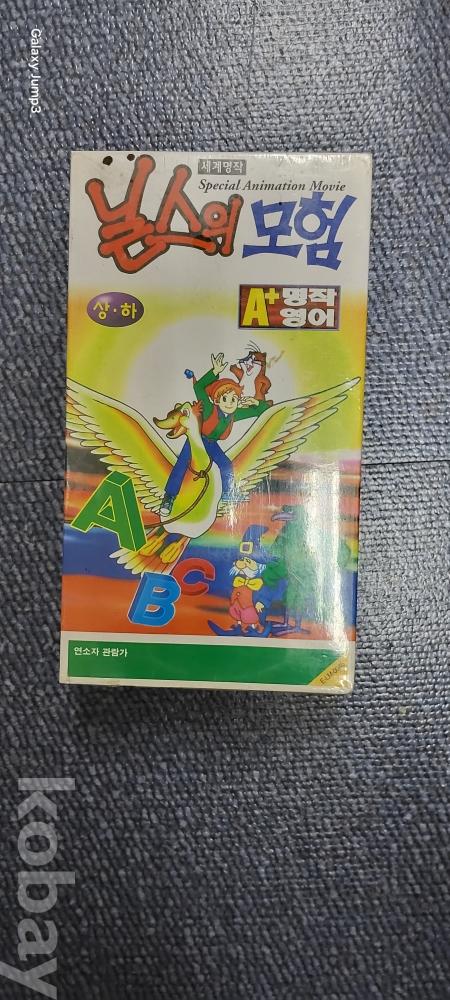 Galaxy Jump3
세계명작
Special Animation Movie
닐스의 모험
상·하
A+ 명작
영어
A
B
C
연소자 관람가
kobay